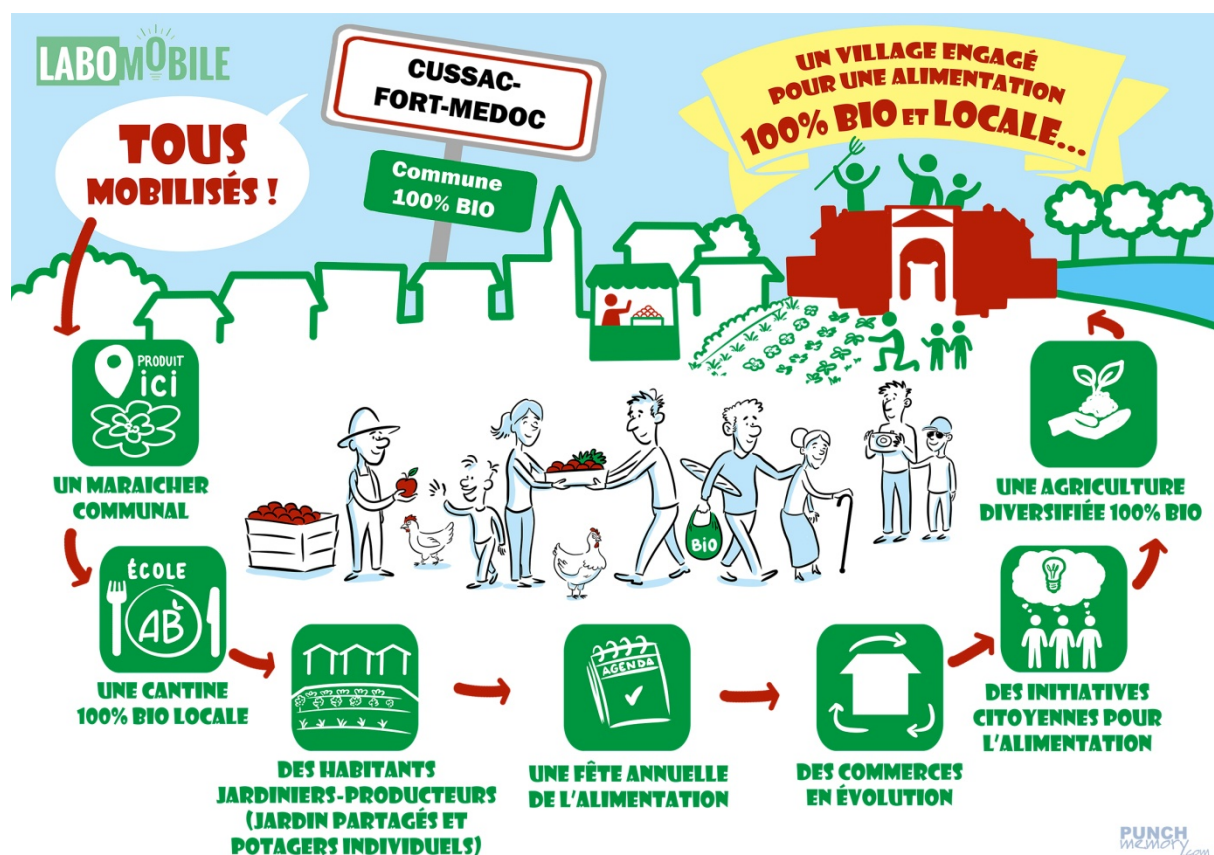 LABOMOBILE
TOUS
MOBILISÉS !
CUSSAC-
FORT-MEDOC
Commune
100% BIO
UN VILLAGE ENGAGÉ
POUR UNE ALIMENTATION
100% BIO ET LOCALE...
PRODUIT
ici
UN MARAICHER
COMMUNAL
ÉCOLE
AB
UNE CANTINE
100% BIO LOCALE
DES HABITANTS
JARDINIERS-PRODUCTEURS
(JARDIN PARTAGÉS ET
POTAGERS INDIVIDUELS)
AGENDA
UNE FÊTE ANNUELLE
DE L'ALIMENTATION
DES COMMERCES
EN ÉVOLUTION
DES INITIATIVES
CITOYENNES POUR
L'ALIMENTATION
UNE AGRICULTURE
DIVERSIFIÉE 100% BIO
BiO
PUNCH
memory.com